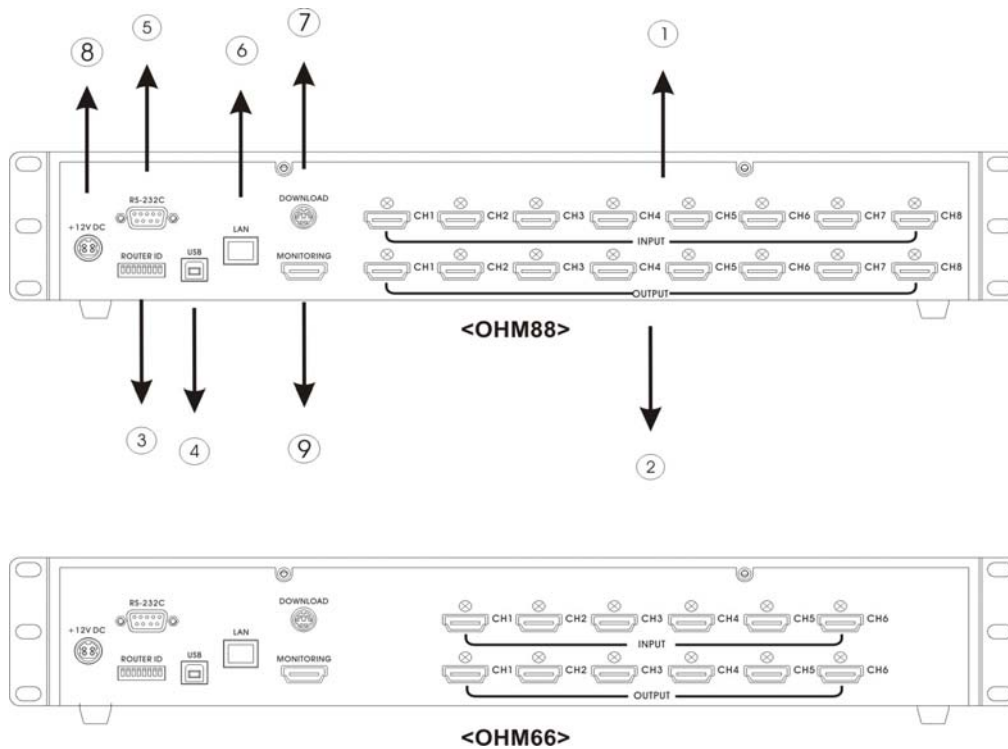 ⑧ ⑤ ⑥ ⑦ ①
RS-232C
DOWNLOAD
+12V DC
LAN
CH1 CH2 CH3 CH4 CH5 CH6 CH7 CH8
INPUT
ROUTER ID
USB
MONITORING
CH1 CH2 CH3 CH4 CH5 CH6 CH7 CH8
OUTPUT
<OHM88>
③ ④ ⑨ ②
RS-232C
DOWNLOAD
+12V DC
LAN
CH1 CH2 CH3 CH4 CH5 CH6
INPUT
ROUTER ID
USB
MONITORING
CH1 CH2 CH3 CH4 CH5 CH6
OUTPUT
<OHM66>